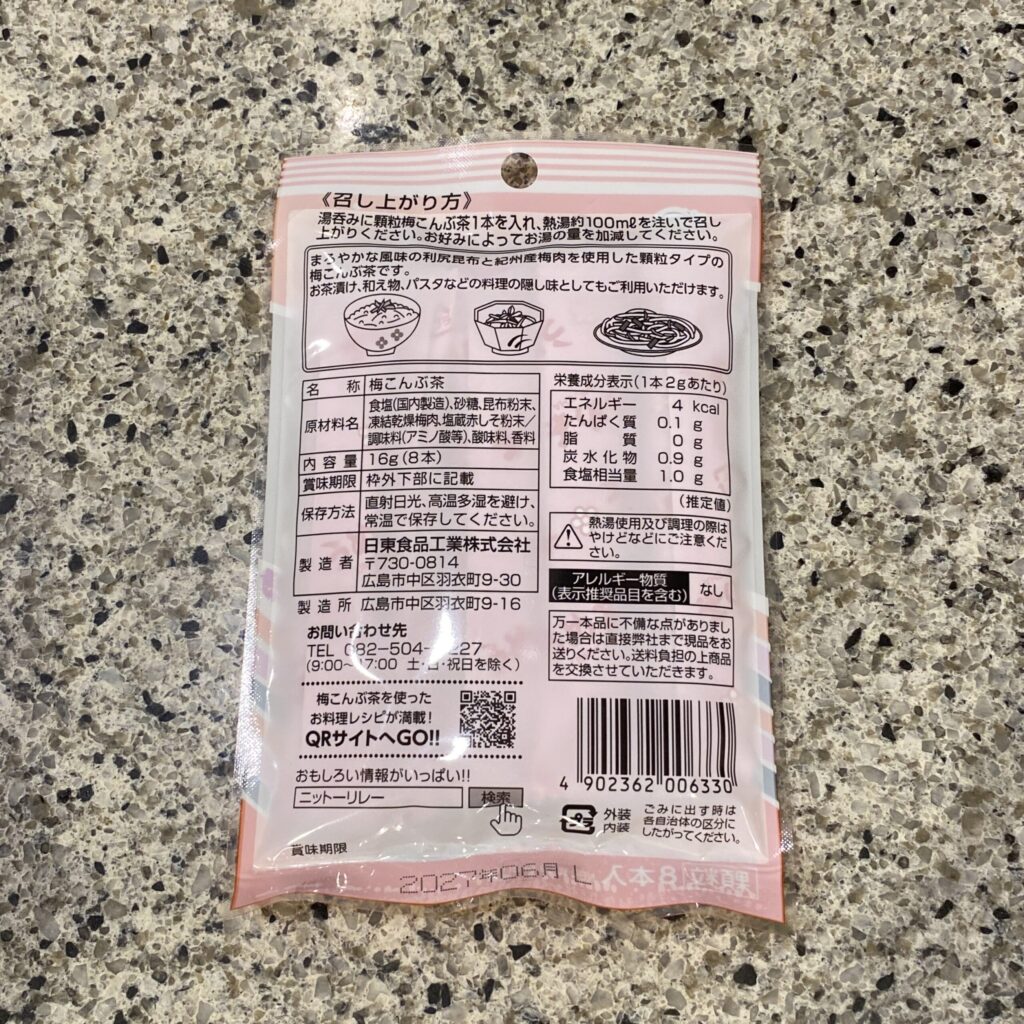 《召し上がり方》
湯呑みに顆粒梅こんぶ茶1本を入れ、熱湯約100mℓを注いで召し
上がりください。お好みによってお湯の量を加減してください。
まろやかな風味の利尻昆布と紀州産梅肉を使用した顆粒タイプの
梅こんぶ茶です。
お茶漬け、和え物、パスタなどの料理の隠し味としてもご利用いただけます。
名 称 梅こんぶ茶
原材料名 食塩(国内製造)、砂糖、昆布粉末、
凍結乾燥梅肉、塩蔵赤しそ粉末／
調味料(アミノ酸等)、酸味料、香料
内容量 16g(8本)
賞味期限 枠外下部に記載
保存方法 直射日光、高温多湿を避け、
常温で保存してください。
製造者 日東食品工業株式会社
〒730-0814
広島市中区羽衣町9-30
製造所 広島市中区羽衣町9-16
お問い合わせ先
TEL 082-504- 227
(9:00〜17:00 土・日・祝日を除く)
梅こんぶ茶を使った
お料理レシピが満載!
QRサイトへGO!!
おもしろい情報がいっぱい!!
ニットーリレー 検索
栄養成分表示(1本2gあたり)
エネルギー 4 kcal
たんぱく質 0.1 g
脂質 0 g
炭水化物 0.9 g
食塩相当量 1.0 g
(推定値)
熱湯使用及び調理の際は
やけどなどにご注意くだ
さい。
アレルギー物質
(表示推奨品目を含む) なし
万一本品に不備な点がありまし
た場合は直接弊社まで現品をお
送りください。送料負担の上商品
を交換させていただきます。
4 902362 006330
プラ 外装
内装
ごみに出す時は
各自治体の区分に
したがってください。
賞味期限
2027年06月 L
顆粒 8本入